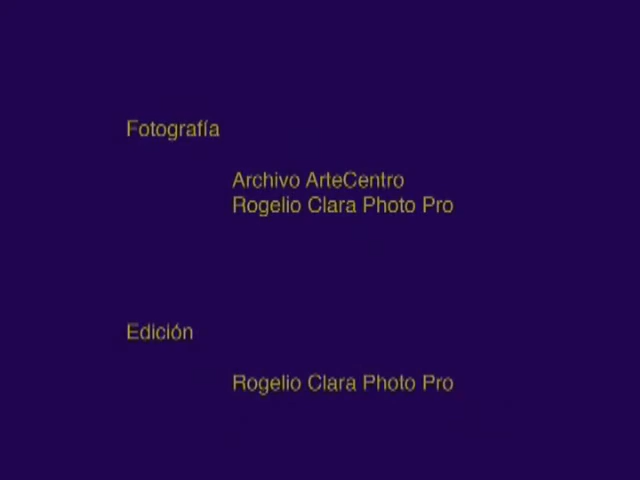 Fotografía
Archivo ArteCentro
Rogelio Clara Photo Pro
Edición
Rogelio Clara Photo Pro